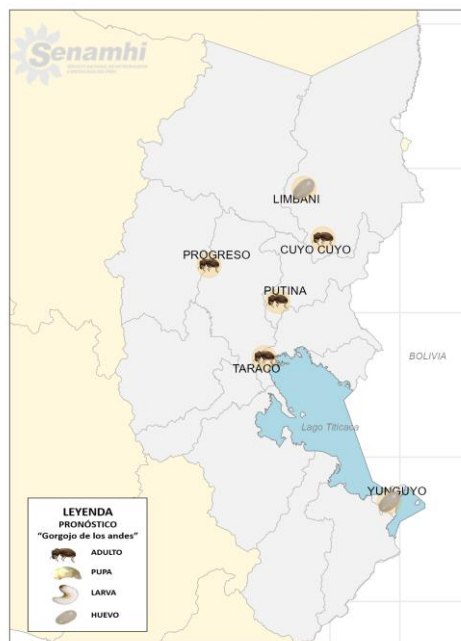 Senamhi
LIMBANI
CUYO CUYO
PROGRESO
PUTINA
TARACO
BOLIVIA
Lago Titicaca
YUNGUYO
LEYENDA
PRONÓSTICO
"Gorgojo de los andes"
ADULTO
PUPA
LARVA
HUEVO